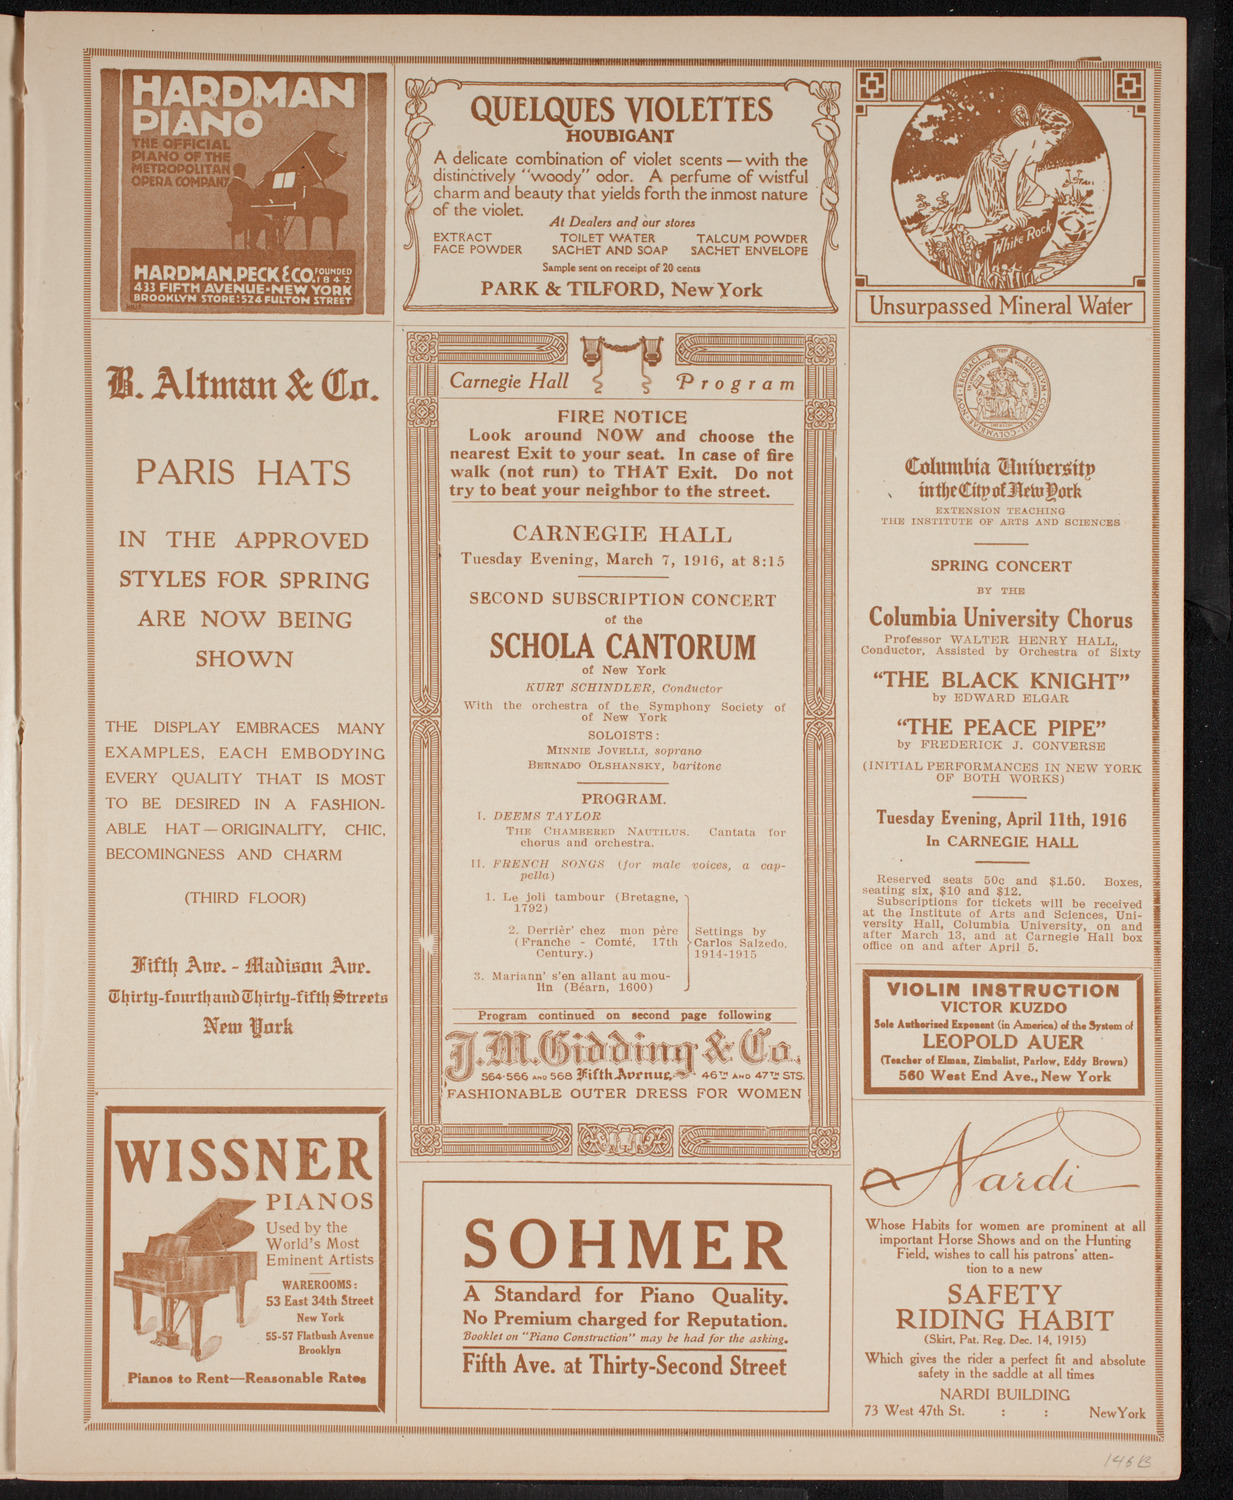 HARDMAN
PIANO
THE OFFICIAL
PIANO OF THE
METROPOLITAN
OPERA COMPANY
HARDMAN, PECK & CO. FOUNDED 1842
433 FIFTH AVENUE-NEW YORK
BROOKLYN STORE: 524 FULTON STREET
QUELQUES VIOLETTES
HOUBIGANT
A delicate combination of violet scents — with the
distinctively "woody" odor. A perfume of wistful
charm and beauty that yields forth the inmost nature
of the violet.
At Dealers and our stores
EXTRACT TOILET WATER TALCUM POWDER
FACE POWDER SACHET AND SOAP SACHET ENVELOPE
Sample sent on receipt of 20 cents
PARK & TILFORD, New York
White Rock
Unsurpassed Mineral Water
B. Altman & Co.
PARIS HATS
IN THE APPROVED
STYLES FOR SPRING
ARE NOW BEING
SHOWN
THE DISPLAY EMBRACES MANY
EXAMPLES, EACH EMBODYING
EVERY QUALITY THAT IS MOST
TO BE DESIRED IN A FASHION-
ABLE HAT — ORIGINALITY, CHIC,
BECOMINGNESS AND CHARM
(THIRD FLOOR)
Fifth Ave. - Madison Ave.
Thirty-fourth and Thirty-fifth Streets
New York
WISSNER
PIANOS
Used by the
World's Most
Eminent Artists
WAREROOMS:
53 East 34th Street
New York
55-57 Flatbush Avenue
Brooklyn
Pianos to Rent—Reasonable Rates
Carnegie Hall Program
FIRE NOTICE
Look around NOW and choose the
nearest Exit to your seat. In case of fire
walk (not run) to THAT Exit. Do not
try to beat your neighbor to the street.
CARNEGIE HALL
Tuesday Evening, March 7, 1916, at 8:15
SECOND SUBSCRIPTION CONCERT
of the
SCHOLA CANTORUM
of New York
KURT SCHINDLER, Conductor
With the orchestra of the Symphony Society of
of New York
SOLOISTS:
MINNIE JOVELLI, soprano
BERNADO OLSHANSKY, baritone
PROGRAM.
I. DEEMS TAYLOR
THE CHAMBERED NAUTILUS. Cantata for
chorus and orchestra.
II. FRENCH SONGS (for male voices, a cap-
pella)
1. Le joli tambour (Bretagne,
1792)
2. Derrièr' chez mon père
(Franche - Comté, 17th
Century.)
3. Mariann' s'en allant au mou-
lin (Béarn, 1600)
Settings by
Carlos Salzedo,
1914-1915
Program continued on second page following
J. M. Gidding & Co.
564-566 AND 568 Fifth Avenue, 46TH AND 47TH STS.
FASHIONABLE OUTER DRESS FOR WOMEN
SOHMER
A Standard for Piano Quality.
No Premium charged for Reputation.
Booklet on "Piano Construction" may be had for the asking.
Fifth Ave. at Thirty-Second Street
Columbia University
in the City of New York
EXTENSION TEACHING
THE INSTITUTE OF ARTS AND SCIENCES
SPRING CONCERT
BY THE
Columbia University Chorus
Professor WALTER HENRY HALL,
Conductor, Assisted by Orchestra of Sixty
"THE BLACK KNIGHT"
by EDWARD ELGAR
"THE PEACE PIPE"
by FREDERICK J. CONVERSE
(INITIAL PERFORMANCES IN NEW YORK
OF BOTH WORKS)
Tuesday Evening, April 11th, 1916
In CARNEGIE HALL
Reserved seats 50c and $1.50. Boxes,
seating six, $10 and $12.
Subscriptions for tickets will be received
at the Institute of Arts and Sciences, Uni-
versity Hall, Columbia University, on and
after March 13, and at Carnegie Hall box
office on and after April 5.
VIOLIN INSTRUCTION
VICTOR KUZDO
Sole Authorized Exponent (in America) of the System of
LEOPOLD AUER
(Teacher of Elman, Zimbalist, Parlow, Eddy Brown)
560 West End Ave., New York
Nardi
Whose Habits for women are prominent at all
important Horse Shows and on the Hunting
Field, wishes to call his patrons' atten-
tion to a new
SAFETY
RIDING HABIT
(Skirt, Pat. Reg. Dec. 14, 1915)
Which gives the rider a perfect fit and absolute
safety in the saddle at all times
NARDI BUILDING
73 West 47th St. : : New York
146B